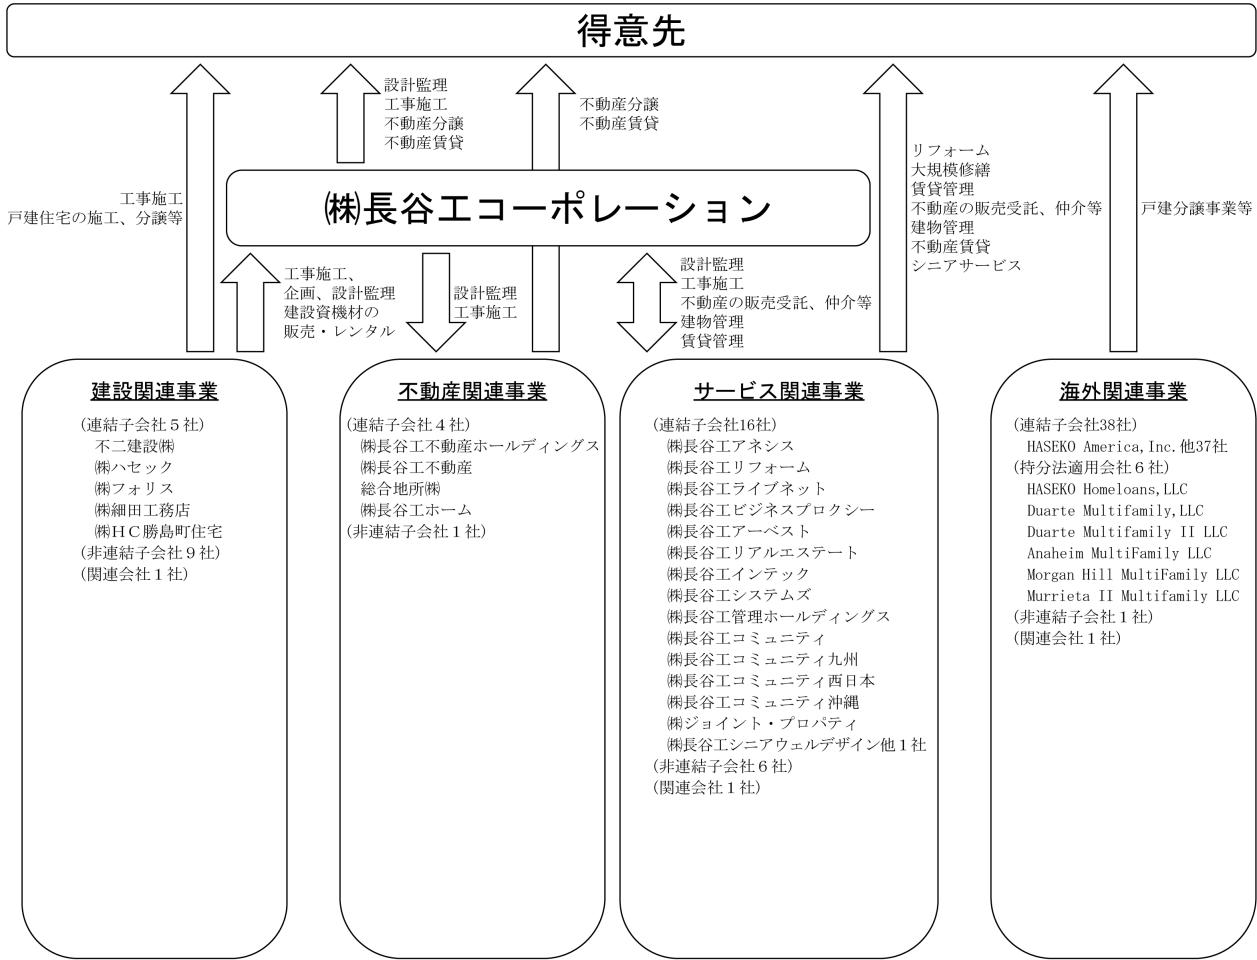 得意先
設計監理
工事施工
不動産分譲
不動産賃貸
不動産分譲
不動産賃貸
工事施工
戸建住宅の施工、分譲等
リフォーム
大規模修繕
賃貸管理
不動産の販売受託、仲介等
建物管理
不動産賃貸
シニアサービス
戸建分譲事業等
㈱長谷工コーポレーション
工事施工、
企画、設計監理
建設資機材の
販売・レンタル
設計監理
工事施工
設計監理
工事施工
不動産の販売受託、仲介等
建物管理
賃貸管理
建設関連事業
(連結子会社５社)
不二建設㈱
㈱ハセック
㈱フォリス
㈱細田工務店
㈱ＨＣ勝島町住宅
(非連結子会社９社)
(関連会社１社)
不動産関連事業
(連結子会社４社)
㈱長谷工不動産ホールディングス
㈱長谷工不動産
総合地所㈱
㈱長谷工ホーム
(非連結子会社１社)
サービス関連事業
(連結子会社16社)
㈱長谷工アネシス
㈱長谷工リフォーム
㈱長谷工ライブネット
㈱長谷工ビジネスプロクシー
㈱長谷工アーベスト
㈱長谷工リアルエステート
㈱長谷工インテック
㈱長谷工システムズ
㈱長谷工管理ホールディングス
㈱長谷工コミュニティ
㈱長谷工コミュニティ九州
㈱長谷工コミュニティ西日本
㈱長谷工コミュニティ沖縄
㈱ジョイント・プロパティ
㈱長谷工シニアウェルデザイン他１社
(非連結子会社６社)
(関連会社１社)
海外関連事業
(連結子会社38社)
HASEKO America,Inc.他37社
(持分法適用会社６社)
HASEKO Homeloans,LLC
Duarte Multifamily,LLC
Duarte Multifamily II LLC
Anaheim MultiFamily LLC
Morgan Hill MultiFamily LLC
Murrieta II Multifamily LLC
(非連結子会社１社)
(関連会社１社)